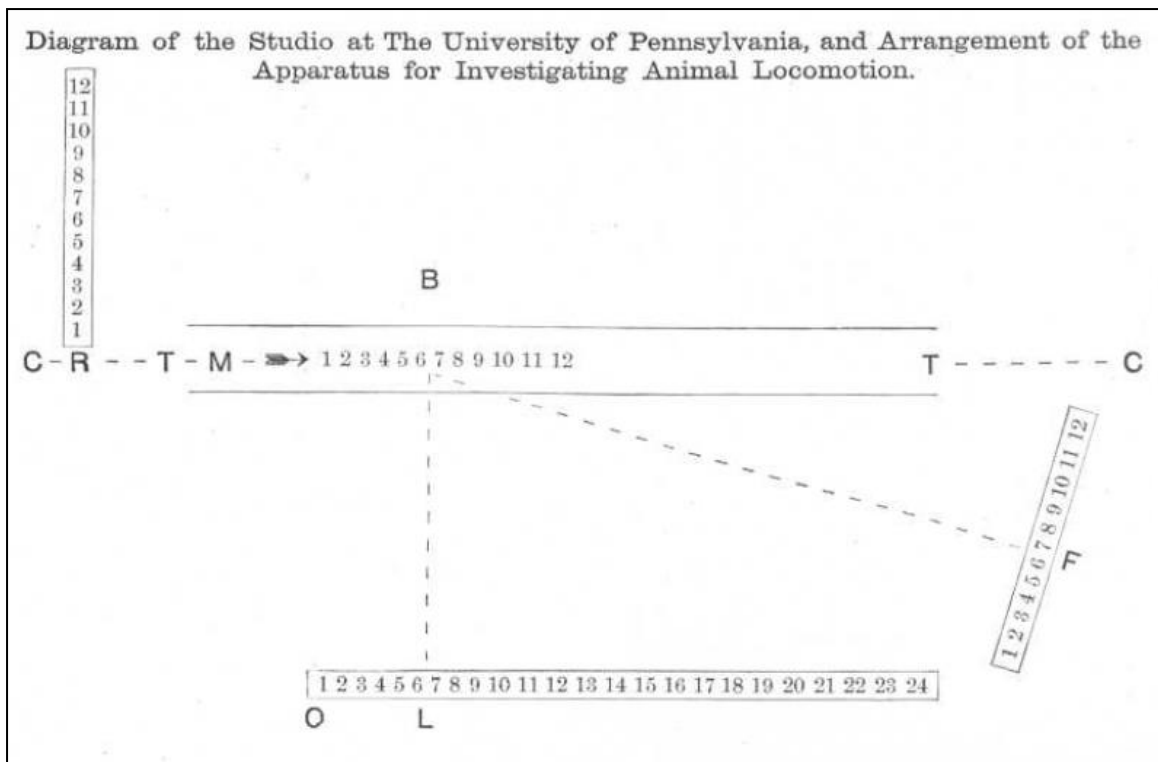 Diagram of the Studio at The University of Pennsylvania, and Arrangement of the
Apparatus for Investigating Animal Locomotion.
12
11
10
9
8
7
6
5
4
3
2
1
B
C - R - - - T - M - 1 2 3 4 5 6 7 8 9 10 11 12
T - - - - - - C
1 2 3 4 5 6 7 8 9 10 11 12
F
1 2 3 4 5 6 7 8 9 10 11 12 13 14 15 16 17 18 19 20 21 22 23 24
O L